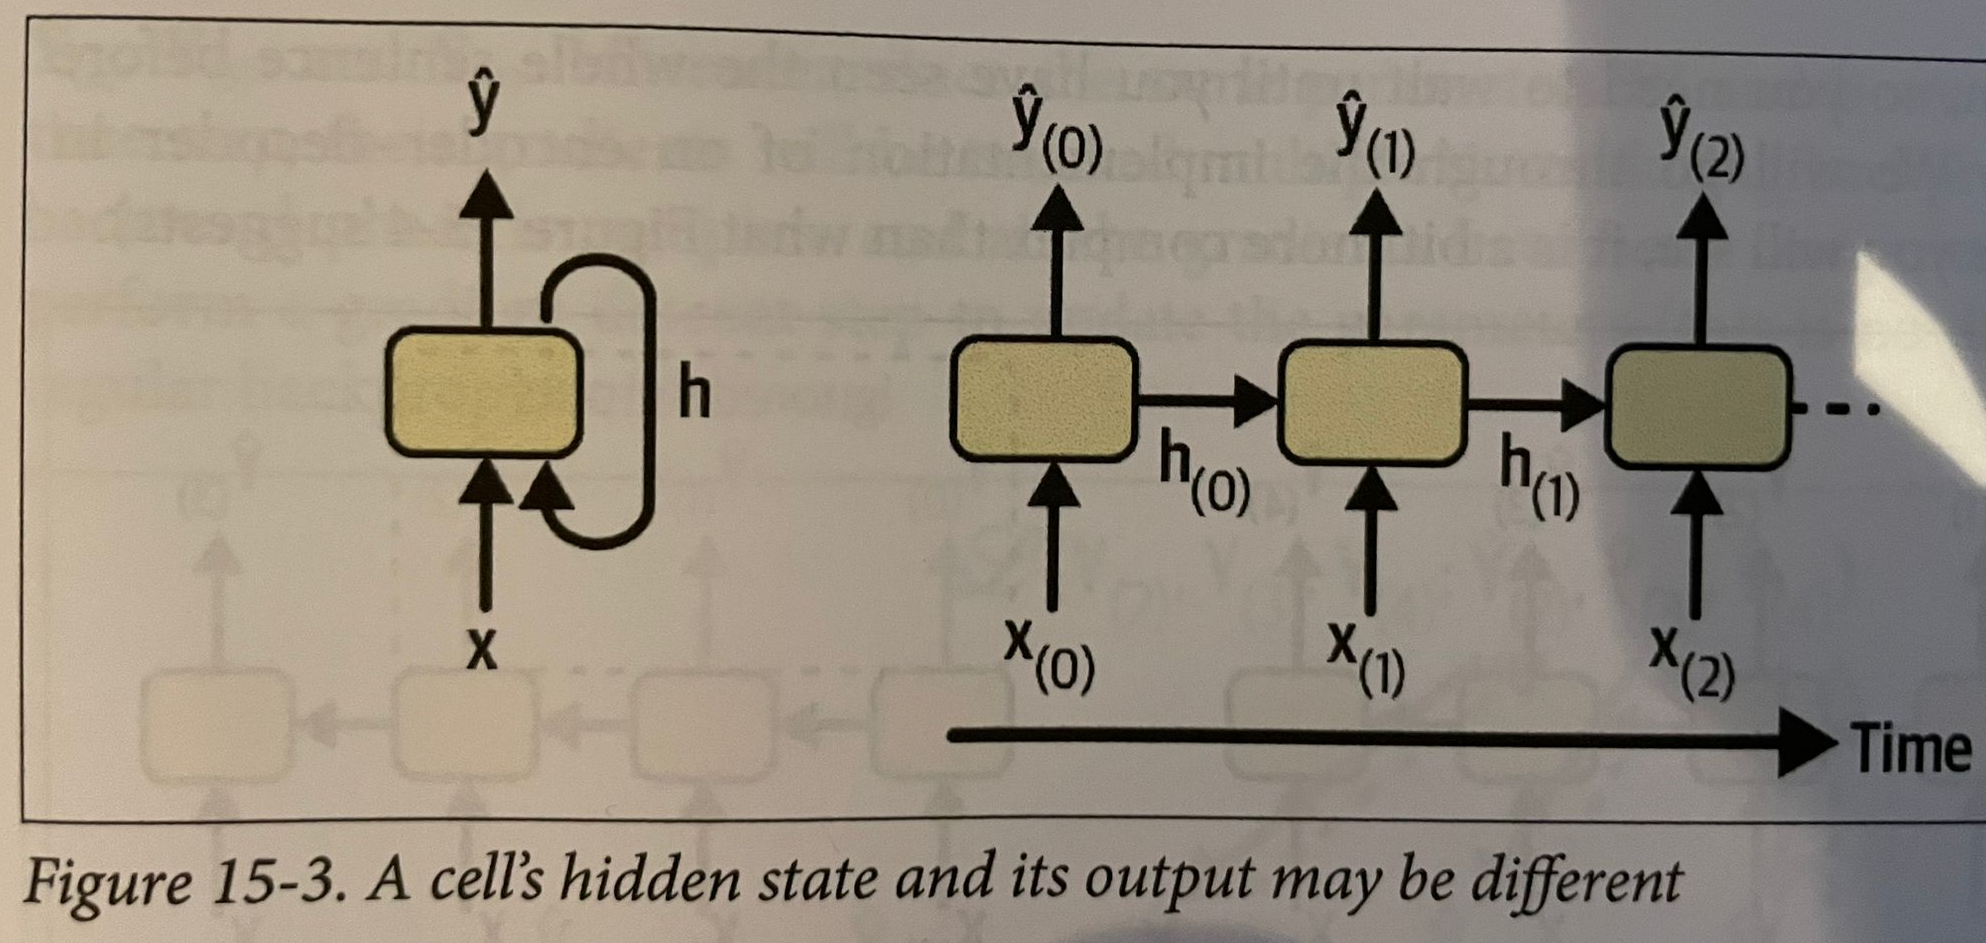 ŷ
ŷ(0)
ŷ(1)
ŷ(2)
h
h(0)
h(1)
x
x(0)
x(1)
x(2)
Time
Figure 15-3. A cell's hidden state and its output may be different